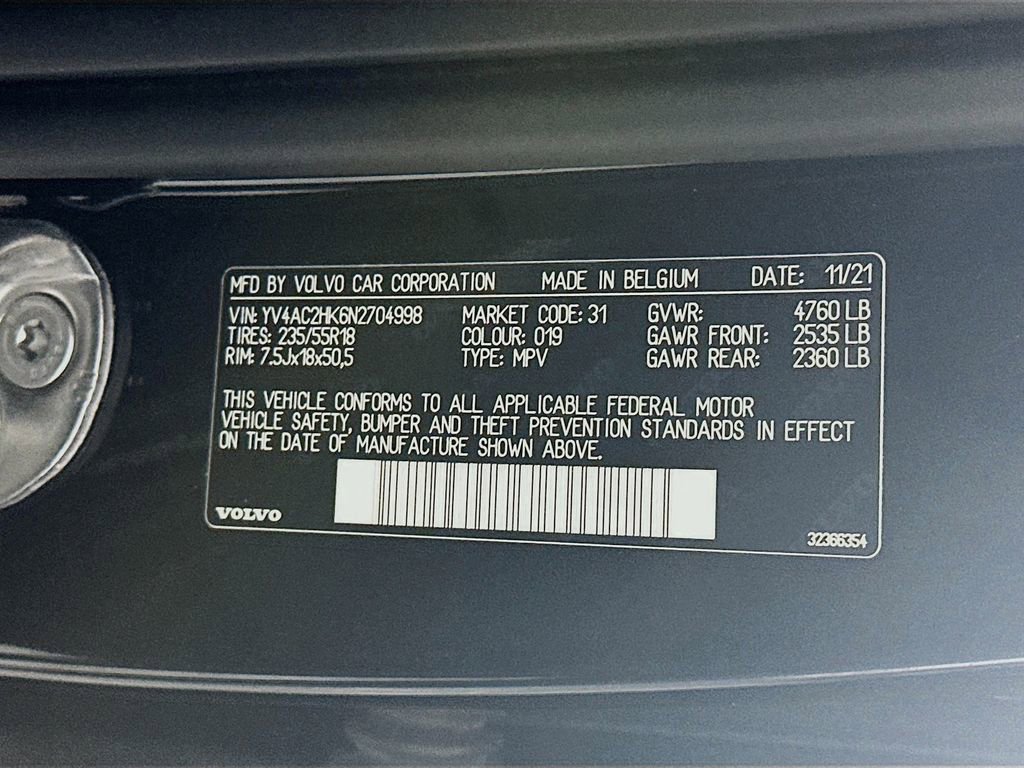 MFD BY VOLVO CAR CORPORATION MADE IN BELGIUM DATE: 11/21
VIN: YV4AC2HK6N2704998 MARKET CODE: 31 GVWR: 4760 LB
TIRES: 235/55R18 COLOUR: 019 GAWR FRONT: 2535 LB
RIM: 7.5Jx18x50,5 TYPE: MPV GAWR REAR: 2360 LB
THIS VEHICLE CONFORMS TO ALL APPLICABLE FEDERAL MOTOR
VEHICLE SAFETY, BUMPER AND THEFT PREVENTION STANDARDS IN EFFECT
ON THE DATE OF MANUFACTURE SHOWN ABOVE.
VOLVO
32366354